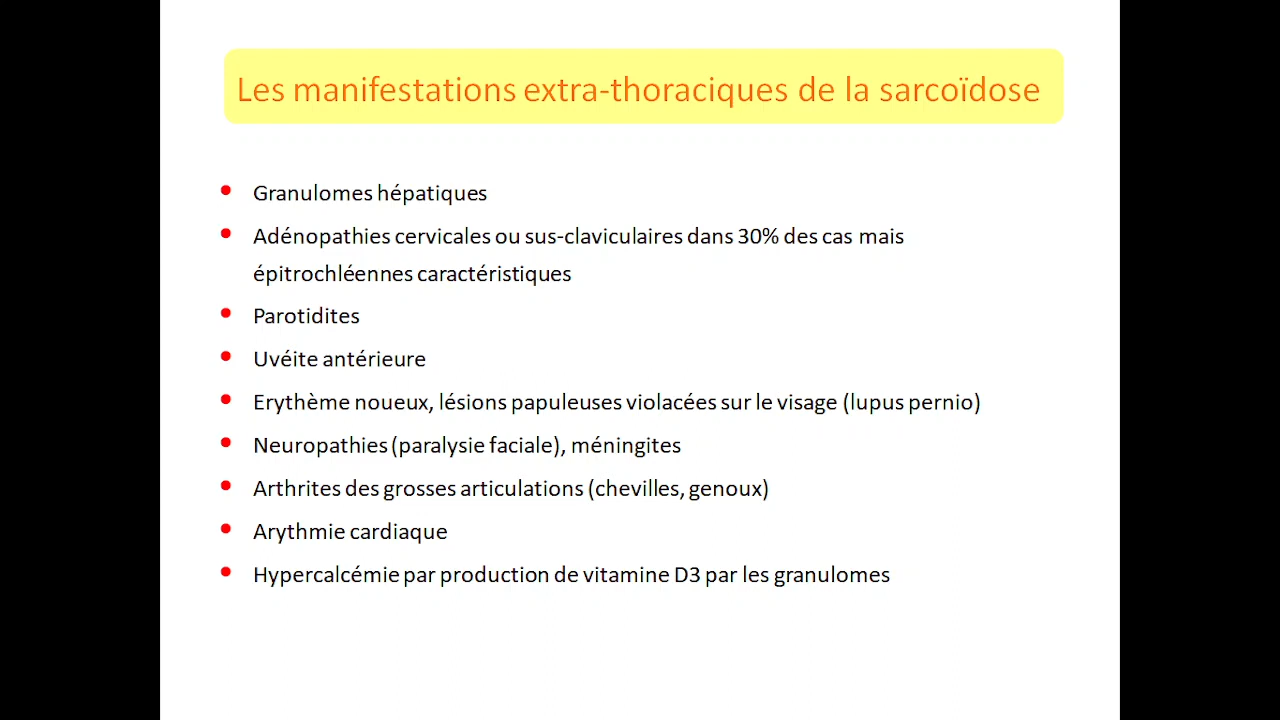 Les manifestations extra-thoraciques de la sarcoïdose
• Granulomes hépatiques
• Adénopathies cervicales ou sus-claviculaires dans 30% des cas mais
épitrochléennes caractéristiques
• Parotidites
• Uvéite antérieure
• Erythème noueux, lésions papuleuses violacées sur le visage (lupus pernio)
• Neuropathies (paralysie faciale), méningites
• Arthrites des grosses articulations (chevilles, genoux)
• Arythmie cardiaque
• Hypercalcémie par production de vitamine D3 par les granulomes